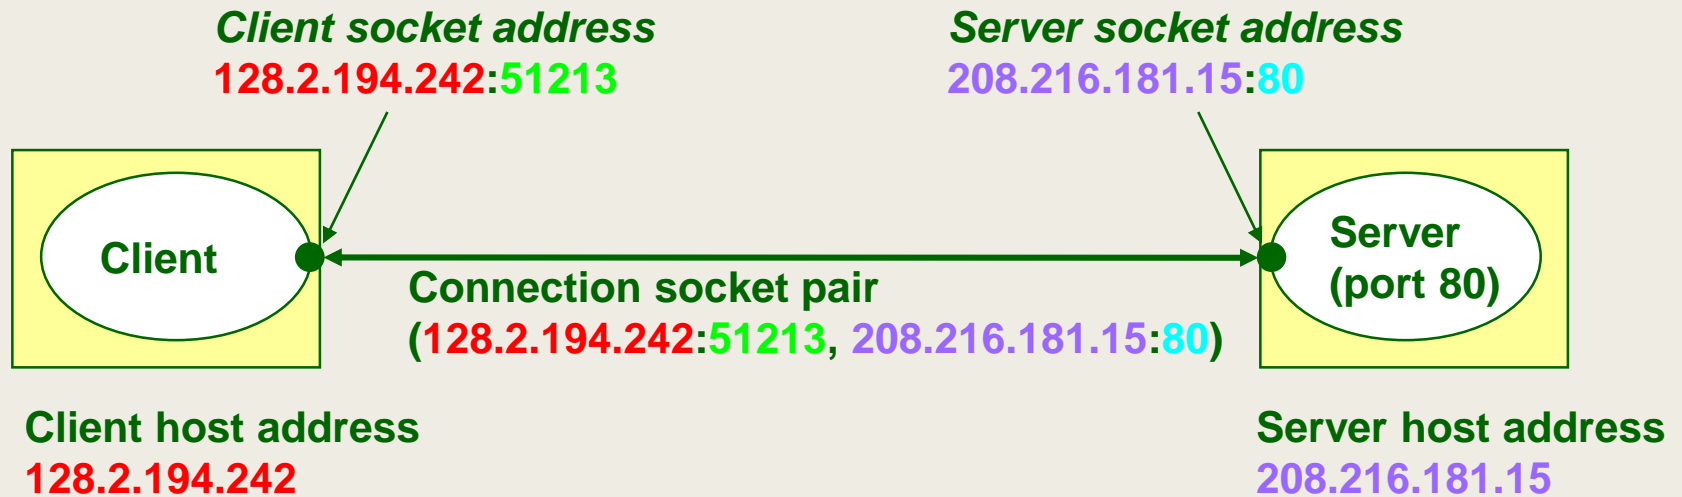 Client socket address
128.2.194.242:51213
Server socket address
208.216.181.15:80
Client
Server
(port 80)
Connection socket pair
(128.2.194.242:51213, 208.216.181.15:80)
Client host address
128.2.194.242
Server host address
208.216.181.15